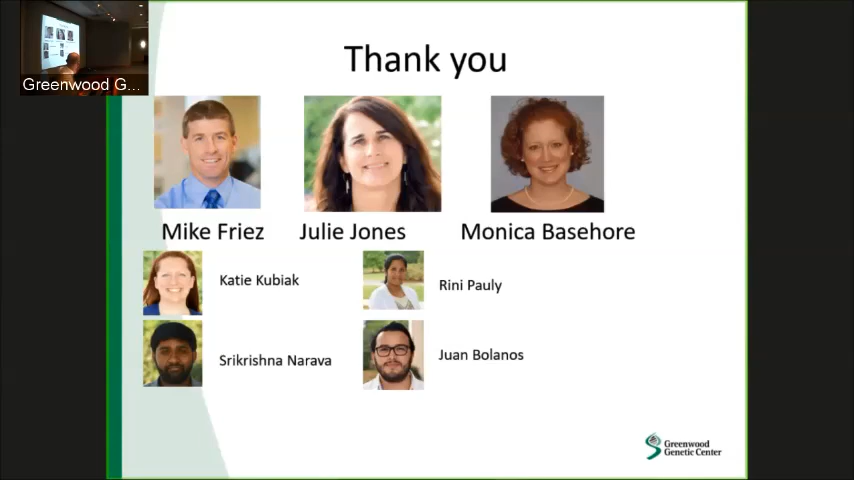 Greenwood G...
Thank you
Mike Friez
Julie Jones
Monica Basehore
Katie Kubiak
Rini Pauly
Srikrishna Narava
Juan Bolanos
Greenwood
Genetic Center